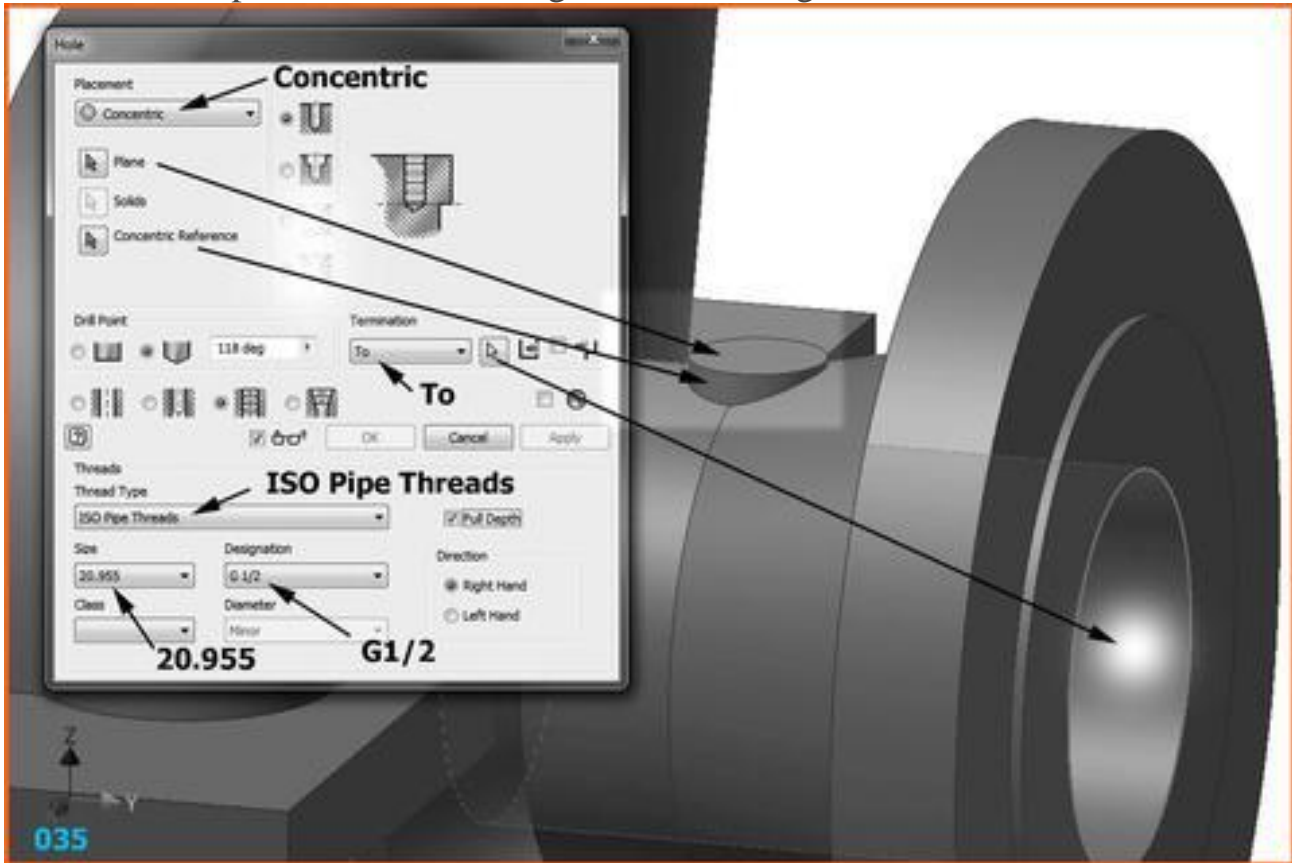 Hole
Placement
Concentric
Concentric
Plane
Solids
Concentric Reference
Drill Point
118 deg
Termination
To
To
OK
Cancel
Apply
Threads
Thread Type
ISO Pipe Threads
ISO Pipe Threads
Full Depth
Size
Designation
20.955
G 1/2
Direction
Right Hand
Left Hand
Class
Diameter
Minor
20.955
G1/2
Z
Y
035